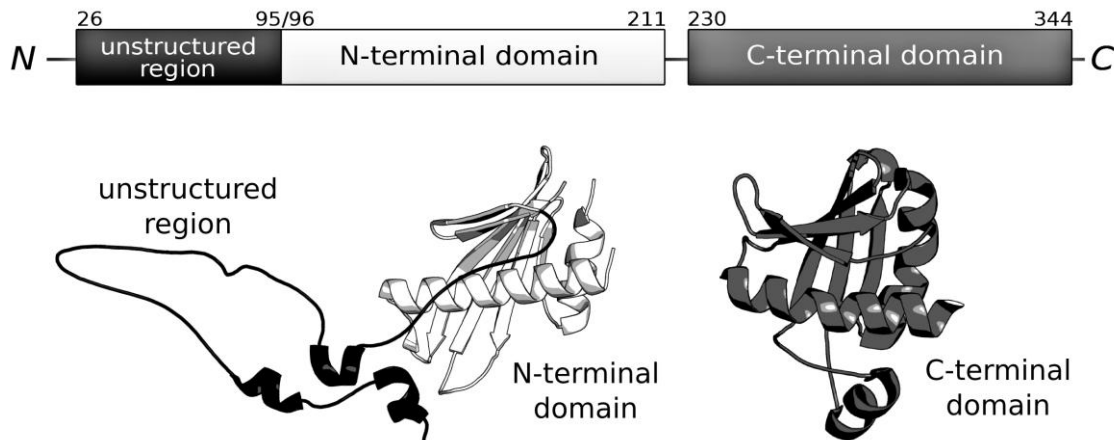 26 95/96 211 230 344
N unstructured region N-terminal domain C-terminal domain C
unstructured
region
N-terminal
domain
C-terminal
domain